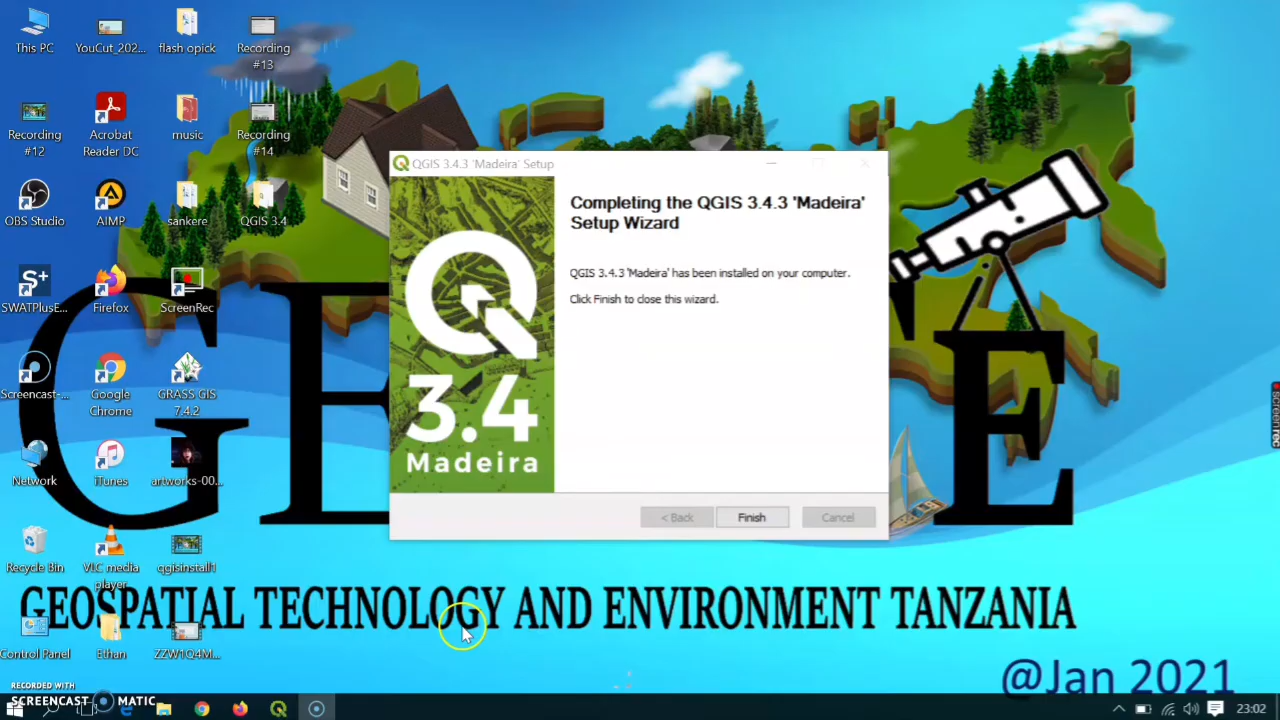 This PC
YouCut_202...
flash opick
Recording
#13
Recording
#12
Acrobat
Reader DC
music
Recording
#14
OBS Studio
AIMP
sankere
QGIS 3.4
SWATPlusE...
Firefox
ScreenRec
Screencast-...
Google
Chrome
GRASS GIS
7.4.2
Network
iTunes
artworks-00...
Recycle Bin
VLC media
player
qgisinstall1
Control Panel
Ethan
ZZW1Q4M...
QGIS 3.4.3 'Madeira' Setup
3.4
Madeira
Completing the QGIS 3.4.3 'Madeira'
Setup Wizard
QGIS 3.4.3 'Madeira' has been installed on your computer.
Click Finish to close this wizard.
< Back
Finish
Cancel
screenrec
GEOSPATIAL TECHNOLOGY AND ENVIRONMENT TANZANIA
@Jan 2021
RECORDED WITH
SCREENCAST MATIC
23:02